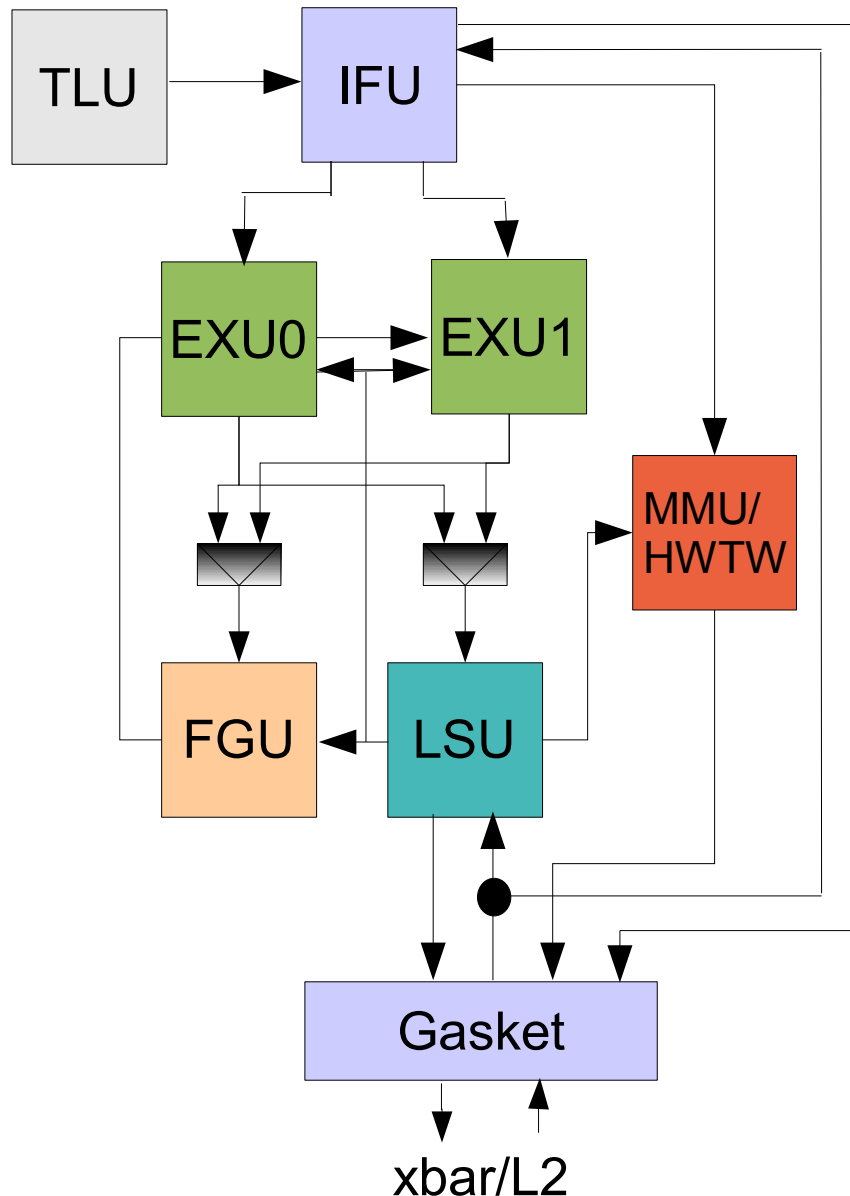 TLU
IFU
EXU0
EXU1
MMU/
HWTW
FGU
LSU
Gasket
xbar/L2